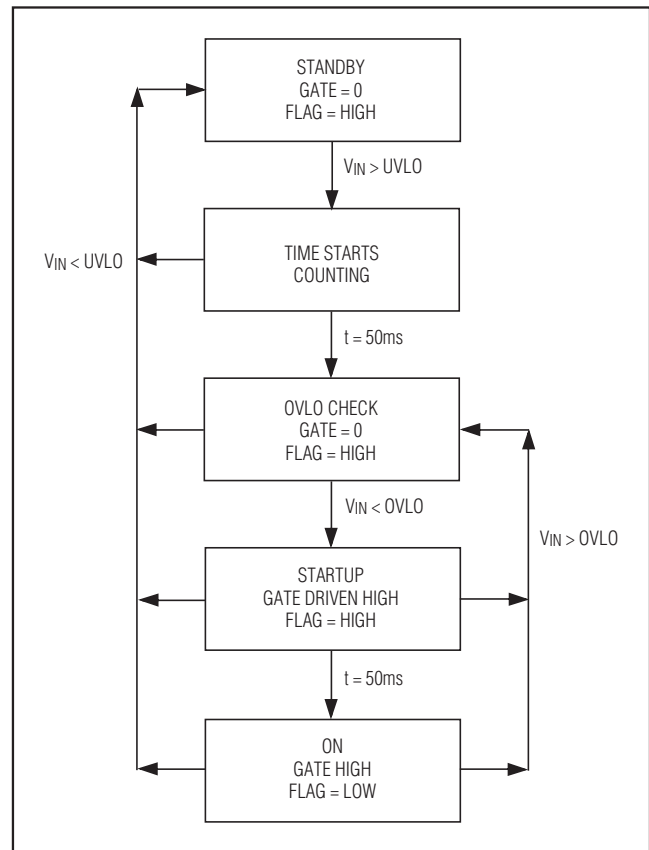 STANDBY
GATE = 0
FLAG = HIGH
VIN > UVLO
TIME STARTS
COUNTING
VIN < UVLO
t = 50ms
OVLO CHECK
GATE = 0
FLAG = HIGH
VIN < OVLO
VIN > OVLO
STARTUP
GATE DRIVEN HIGH
FLAG = HIGH
t = 50ms
ON
GATE HIGH
FLAG = LOW